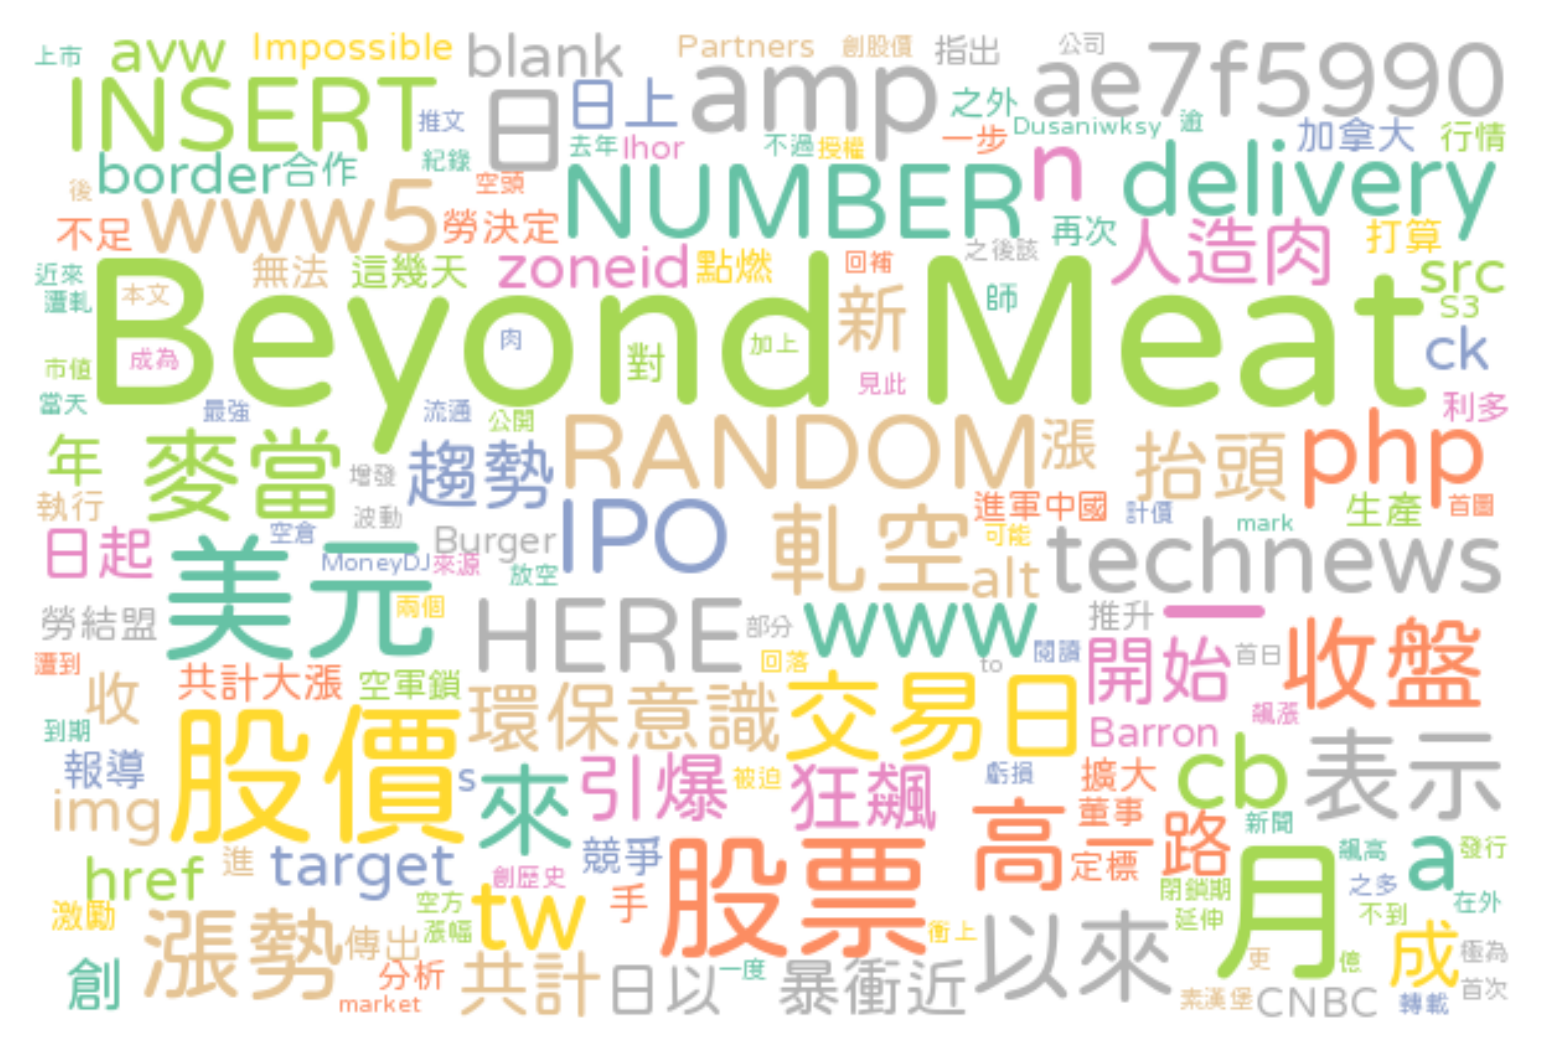 上市 avw Impossible blank Partners 創股價 指出 公司 ae7f5990
INSERT 推文 日 日上 amp 之外 Dusaniwksy 逾 加拿大 行情
border 合作 紀錄 去年 Ihor 不過 授權 一步 n delivery
後 www5 空頭 NUMBER 再次 人造肉 打算
不足 勞決定 之後該
近來 無法 這幾天 zoneid 點燃 回補 師 src
遭軋 本文 Beyond Meat 新 S3
市值 成為 肉 對 加上 見此 ck
當天 最強 流通 公開 利多
年 麥當 增發 趨勢 RANDOM 漲 抬頭 php
執行 空倉 波動 IPO 軋空 進軍中國 計價 生產 首圖
日起 美元 MoneyDJ 來源 Burger 放空 alt 可能 technews mark
勞結盟 兩個 HERE 部分 www 推升 一
遭到 共計大漲 空軍鎖 回落 to 閱讀 開始 首日 收盤
收 環保意識 交易日
到期 股價 Barron 飆漲
報導 s 來 引爆 被迫 狂飆 虧損 擴大 cb 表示
img 高 董事 一路 新聞
href 進 target 創歷史 競爭 股票 定標 月 飆高 a 發行
激勵 空方 tw 手 閉鎖期 之多 在外
漲勢 傳出 漲幅 衝上 以來 延伸 不到 成
創 分析 共計 日以 一度 暴衝近 更 億 極為
market 素漢堡 CNBC 轉載 首次